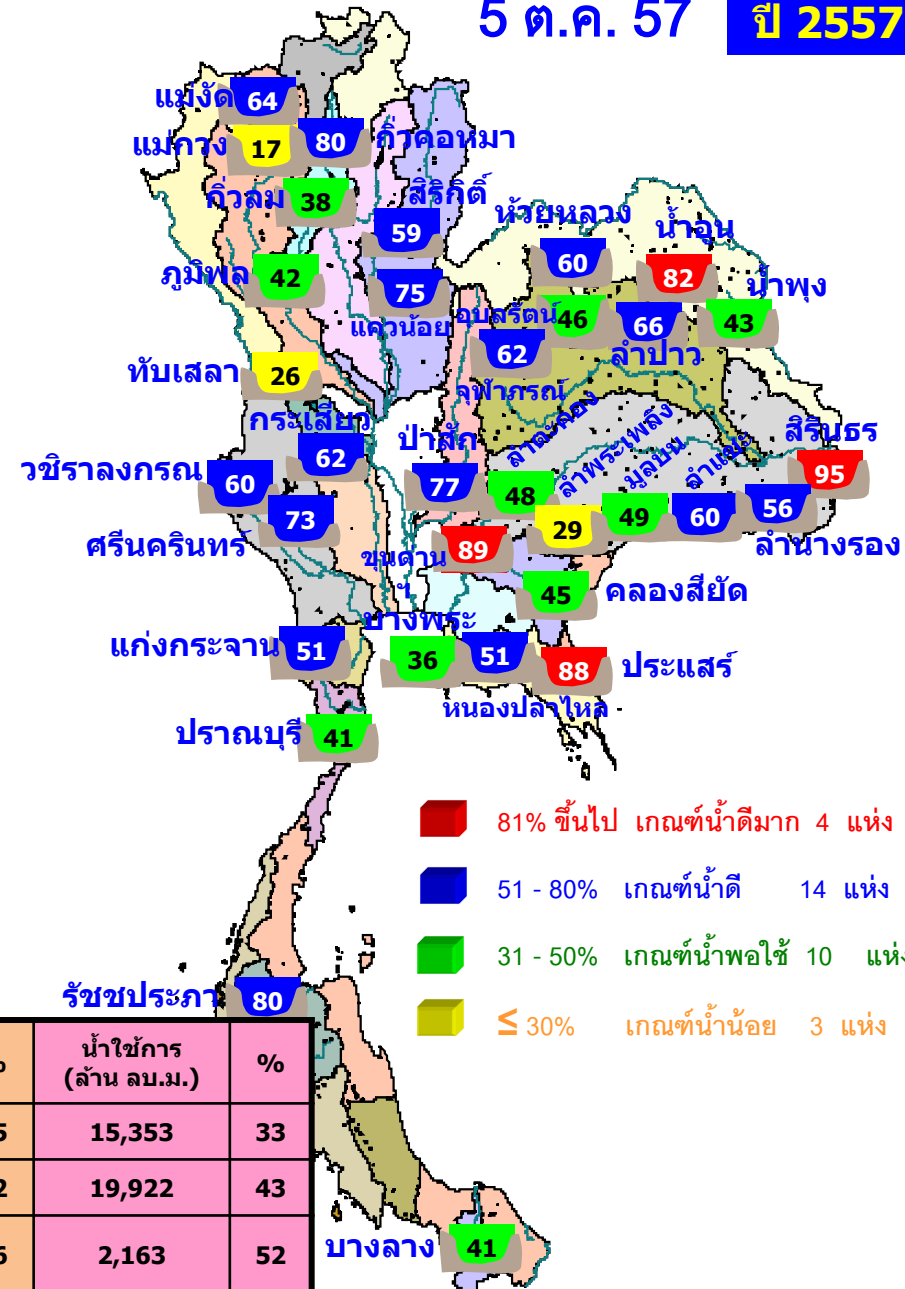 5 ต.ค. 57
ปี 2557
แม่งัด 64
แม่กวง 17
80 กิ่วคอหมา
กิ่วลม 38
สิริกิติ์
59
ห้วยหลวง
60
น้ำอูน
82
ภูมิพล 42
75
แควน้อย
อุบลรัตน์ 46
66
ลำปาว
43
น้ำพุง
62
จุฬาภรณ์
ทับเสลา 26
กระเสียว
62
ป่าสัก
77
ลำตะคอง
48
ลำพระเพลิง
29
มูลบน
49
ลำแชะ
60
สิรินธร
95
56
ลำนางรอง
วชิราลงกรณ 60
73
ศรีนครินทร์
ขุนด่าน
ฯ
89
45 คลองสียัด
บางพระ
36
51
หนองปลาไหล
88 ประแสร์
แก่งกระจาน 51
ปราณบุรี 41
81% ขึ้นไป เกณฑ์น้ำดีมาก 4 แห่ง
51 - 80% เกณฑ์น้ำดี 14 แห่ง
31 - 50% เกณฑ์น้ำพอใช้ 10 แห่ง
≤ 30% เกณฑ์น้ำน้อย 3 แห่ง
รัชชประภา 80
น้ำใช้การ
(ล้าน ลบ.ม.) %
15,353 33
19,922 43
2,163 52
บางลาง 41